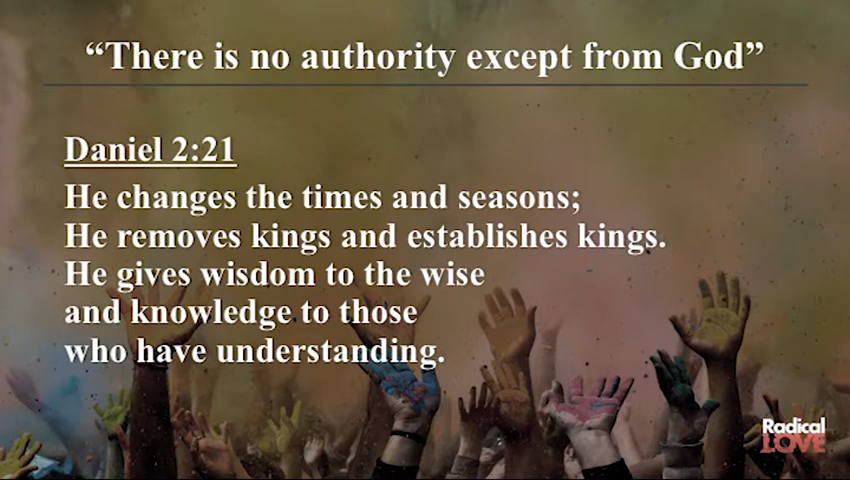 “There is no authority except from God”
Daniel 2:21
He changes the times and seasons;
He removes kings and establishes kings.
He gives wisdom to the wise
and knowledge to those
who have understanding.
Radical
LOVE